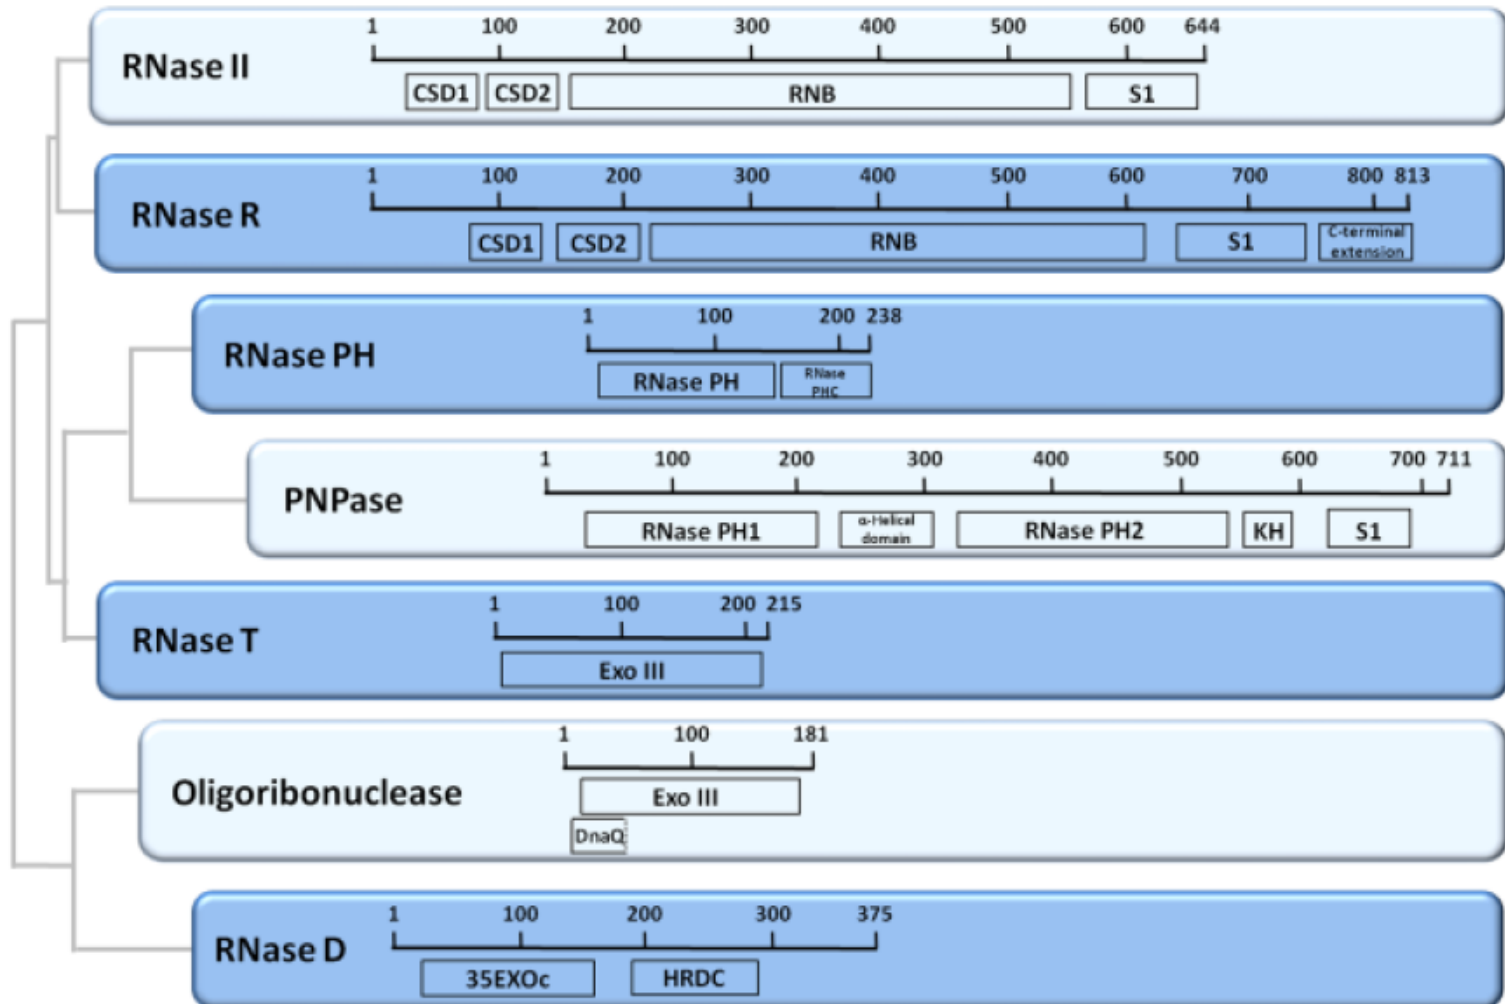 1 100 200 300 400 500 600 644
RNase II
CSD1 CSD2 RNB S1
1 100 200 300 400 500 600 700 800 813
RNase R
CSD1 CSD2 RNB S1 C-terminal
extension
1 100 200 238
RNase PH
RNase PH RNase
PHC
1 100 200 300 400 500 600 700 711
PNPase
RNase PH1 α-Helical
domain RNase PH2 KH S1
1 100 200 215
RNase T
Exo III
1 100 181
Oligoribonuclease
Exo III
DnaQ
1 100 200 300 375
RNase D
35EXOc HRDC